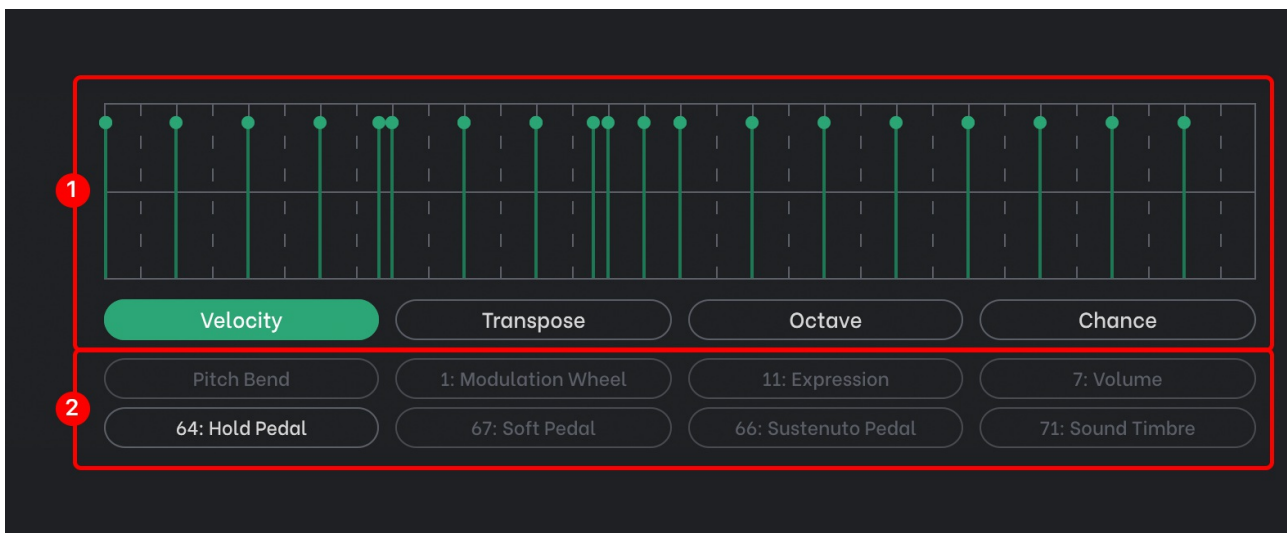 1
Velocity Transpose Octave Chance
2
Pitch Bend 1: Modulation Wheel 11: Expression 7: Volume
64: Hold Pedal 67: Soft Pedal 66: Sustenuto Pedal 71: Sound Timbre